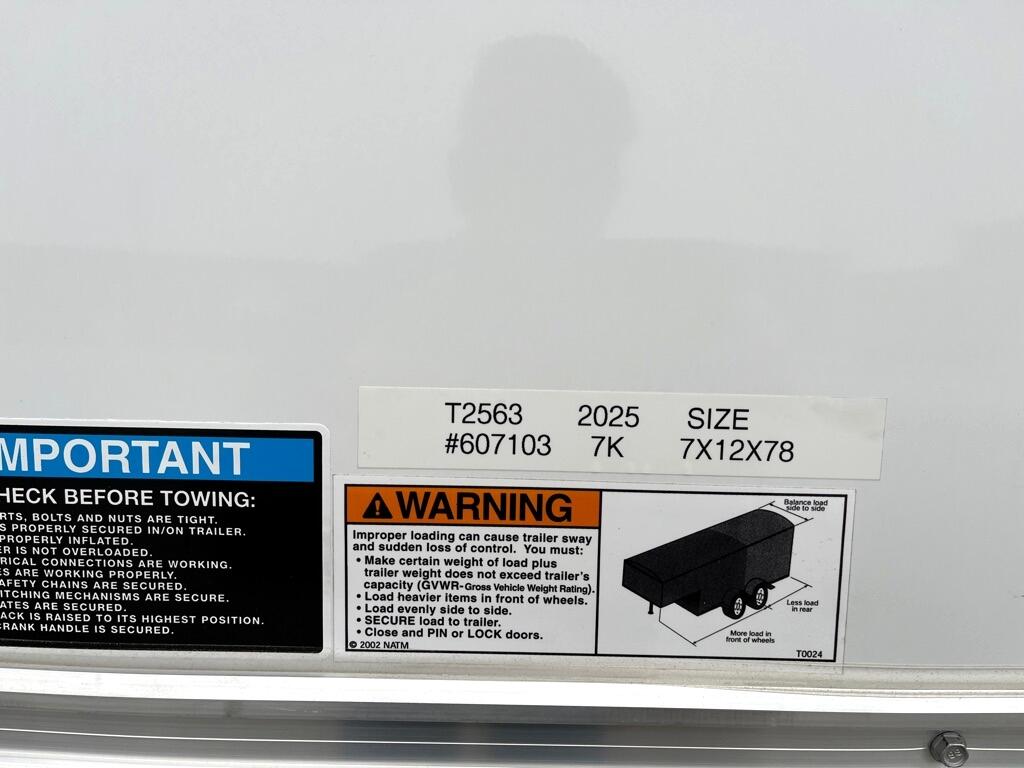 T2563 2025 SIZE
#607103 7K 7X12X78
MPORTANT
HECK BEFORE TOWING:
RTS, BOLTS AND NUTS ARE TIGHT.
S PROPERLY SECURED IN/ON TRAILER.
PROPERLY INFLATED.
ER IS NOT OVERLOADED.
RICAL CONNECTIONS ARE WORKING.
ES ARE WORKING PROPERLY.
AFETY CHAINS ARE SECURED.
ITCHING MECHANISMS ARE SECURE.
ATES ARE SECURED.
ACK IS RAISED TO ITS HIGHEST POSITION.
CRANK HANDLE IS SECURED.
WARNING
Improper loading can cause trailer sway
and sudden loss of control. You must:
• Make certain weight of load plus
trailer weight does not exceed trailer's
capacity (GVWR-Gross Vehicle Weight Rating).
• Load heavier items in front of wheels.
• Load evenly side to side.
• SECURE load to trailer.
• Close and PIN or LOCK doors.
© 2002 NATM
Balance load
side to side
Less load
in rear
More load in
front of wheels
T0024